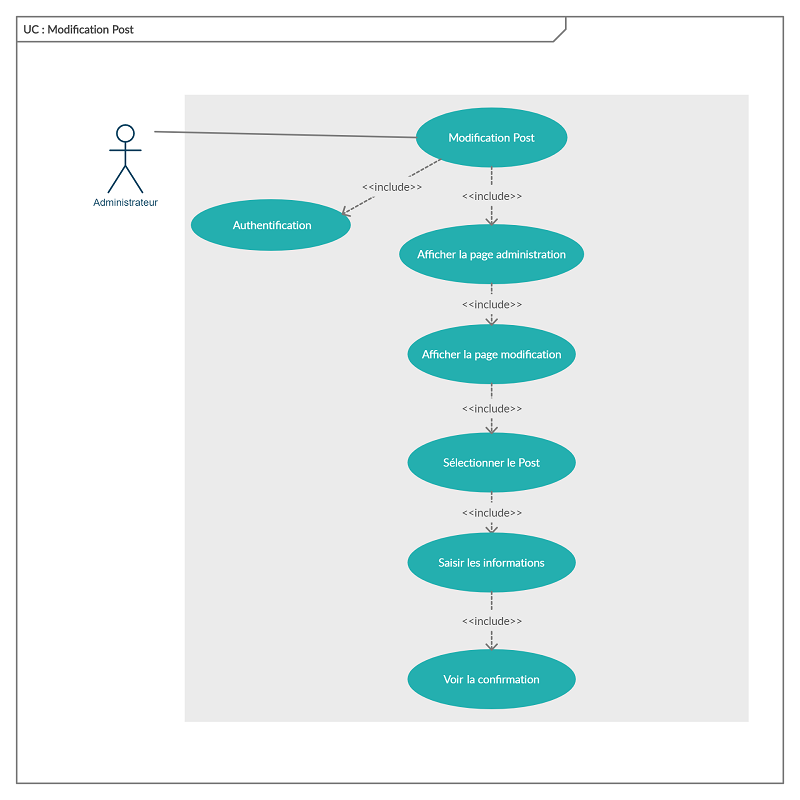 UC : Modification Post
Modification Post
<<include>>
<<include>>
Administrateur
Authentification
Afficher la page administration
<<include>>
Afficher la page modification
<<include>>
Sélectionner le Post
<<include>>
Saisir les informations
<<include>>
Voir la confirmation